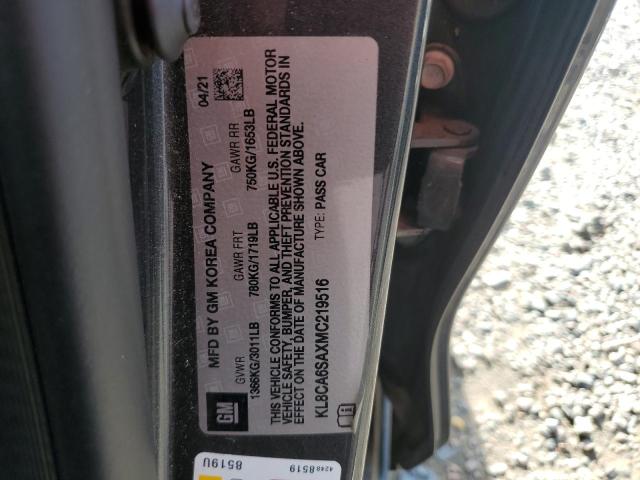 MFD BY GM KOREA COMPANY 04/21
GVWR GAWR FRT GAWR RR
1366KG/3011LB 780KG/1719LB 750KG/1653LB
THIS VEHICLE CONFORMS TO ALL APPLICABLE U.S. FEDERAL MOTOR
VEHICLE SAFETY, BUMPER, AND THEFT PREVENTION STANDARDS IN
EFFECT ON THE DATE OF MANUFACTURE SHOWN ABOVE.
TYPE: PASS CAR
KL8CA6SAXMC219516
GM
8519U
4248 8519